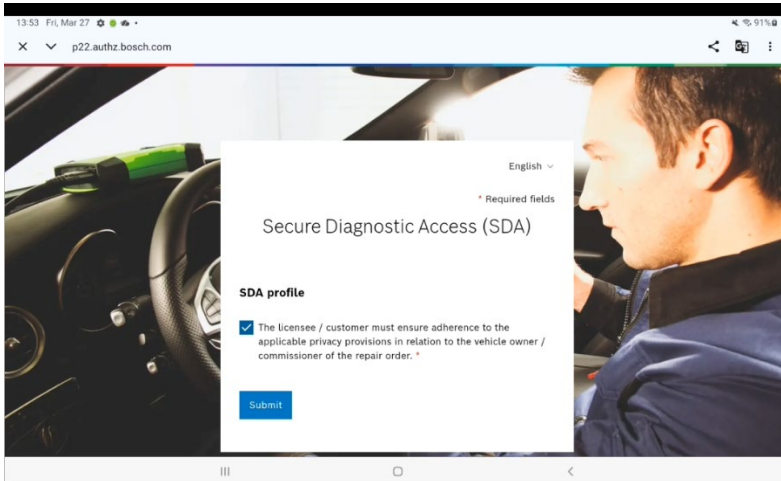 13:53 Fri, Mar 27
91%
p22.authz.bosch.com
English
* Required fields
Secure Diagnostic Access (SDA)
SDA profile
The licensee / customer must ensure adherence to the
applicable privacy provisions in relation to the vehicle owner /
commissioner of the repair order. *
Submit